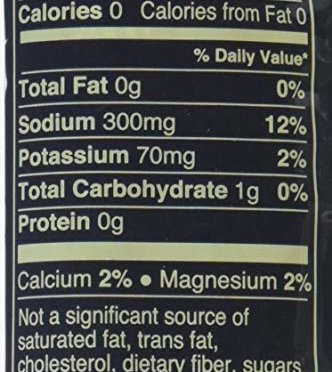 Calories 0 Calories from Fat 0
% Daily Value*
Total Fat 0g 0%
Sodium 300mg 12%
Potassium 70mg 2%
Total Carbohydrate 1g 0%
Protein 0g
Calcium 2% ● Magnesium 2%
Not a significant source of
saturated fat, trans fat,
cholesterol, dietary fiber, sugars